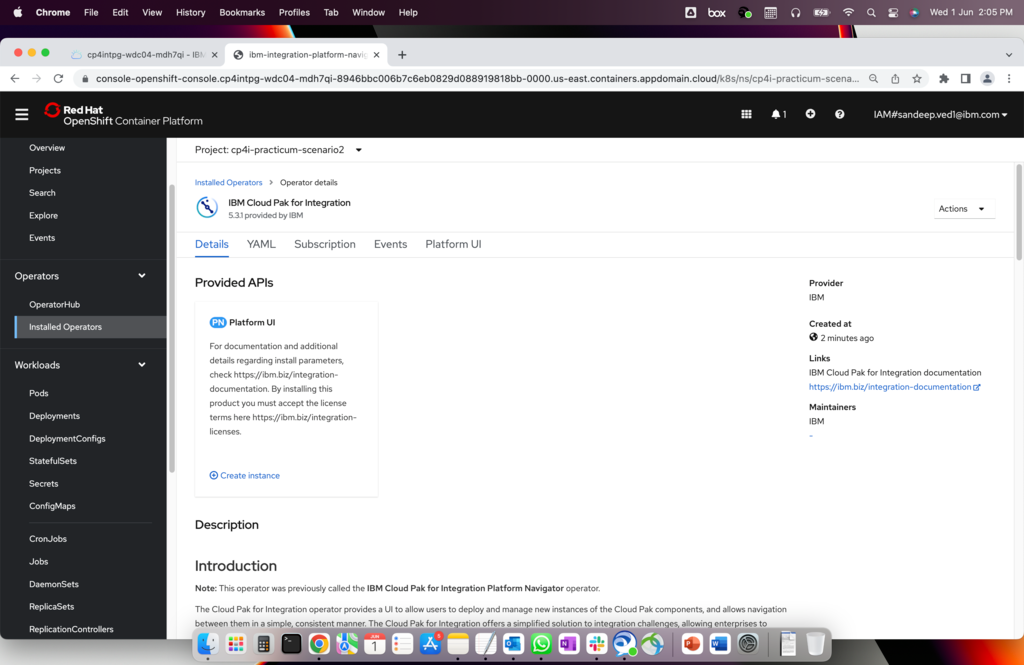 Chrome File Edit View History Bookmarks Profiles Tab Window Help
box
Wed 1 Jun 2:05 PM
cp4intpg-wdc04-mdh7qi - IBM
ibm-integration-platform-navig
console-openshift-console.cp4intpg-wdc04-mdh7qi-8946bbc006b7c6eb0829d088919818bb-0000.us-east.containers.appdomain.cloud/k8s/ns/cp4i-practicum-scena...
Red Hat
OpenShift Container Platform
1
IAM#sandeep.ved1@ibm.com
Overview
Projects
Search
Explore
Events
Operators
OperatorHub
Installed Operators
Workloads
Pods
Deployments
DeploymentConfigs
StatefulSets
Secrets
ConfigMaps
CronJobs
Jobs
DaemonSets
ReplicaSets
ReplicationControllers
Project: cp4i-practicum-scenario2
Installed Operators > Operator details
IBM Cloud Pak for Integration
5.3.1 provided by IBM
Actions
Details YAML Subscription Events Platform UI
Provided APIs
PN Platform UI
For documentation and additional
details regarding install parameters,
check https://ibm.biz/integration-
documentation. By installing this
product you must accept the license
terms here https://ibm.biz/integration-
licenses.
Create instance
Provider
IBM
Created at
2 minutes ago
Links
IBM Cloud Pak for Integration documentation
https://ibm.biz/integration-documentation
Maintainers
IBM
-
Description
Introduction
Note: This operator was previously called the IBM Cloud Pak for Integration Platform Navigator operator.
The Cloud Pak for Integration operator provides a UI to allow users to deploy and manage new instances of the Cloud Pak components, and allows navigation
between them in a simple, consistent manner. The Cloud Pak for Integration offers a simplified solution to integration challenges, allowing enterprises to
JUN
1
5